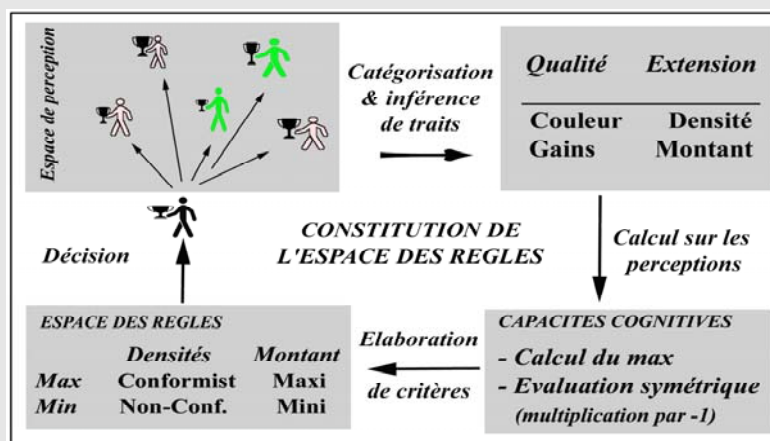 Espace de perception
Catégorisation
& inférence
de traits
Qualité Extension
Couleur Densité
Gains Montant
CONSTITUTION DE
L'ESPACE DES REGLES
Décision
Calcul sur les
perceptions
ESPACE DES REGLES
Densités Montant
Max Conformist Maxi
Min Non-Conf. Mini
Elaboration
de critères
CAPACITES COGNITIVES
- Calcul du max
- Evaluation symétrique
(multiplication par -1)